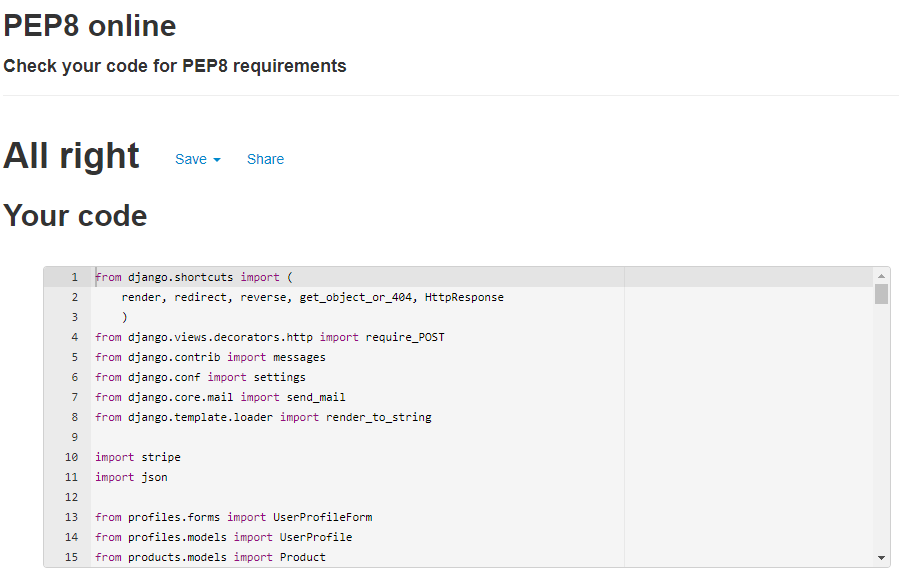 PEP8 online
Check your code for PEP8 requirements
All right Save Share
Your code
1 from django.shortcuts import (
2     render, redirect, reverse, get_object_or_404, HttpResponse
3     )
4 from django.views.decorators.http import require_POST
5 from django.contrib import messages
6 from django.conf import settings
7 from django.core.mail import send_mail
8 from django.template.loader import render_to_string
9
10 import stripe
11 import json
12
13 from profiles.forms import UserProfileForm
14 from profiles.models import UserProfile
15 from products.models import Product